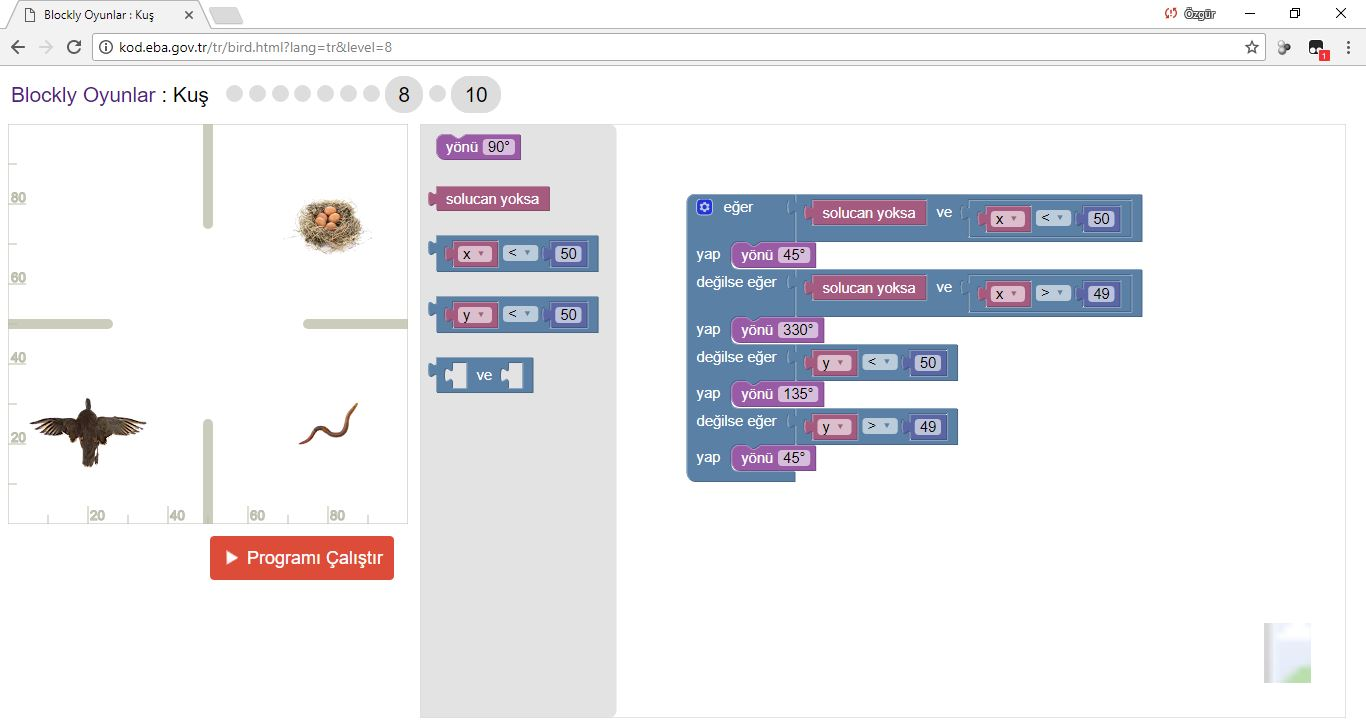 Blockly Oyunlar : Kuş
Özgür
kod.eba.gov.tr/tr/bird.html?lang=tr&level=8
1
Blockly Oyunlar : Kuş 8 10
80
60
40
20
20 40 60 80
Programı Çalıştır
yönü 90°
solucan yoksa
x < 50
y < 50
ve
eğer solucan yoksa ve x < 50
yap yönü 45°
değilse eğer solucan yoksa ve x > 49
yap yönü 330°
değilse eğer y < 50
yap yönü 135°
değilse eğer y > 49
yap yönü 45°